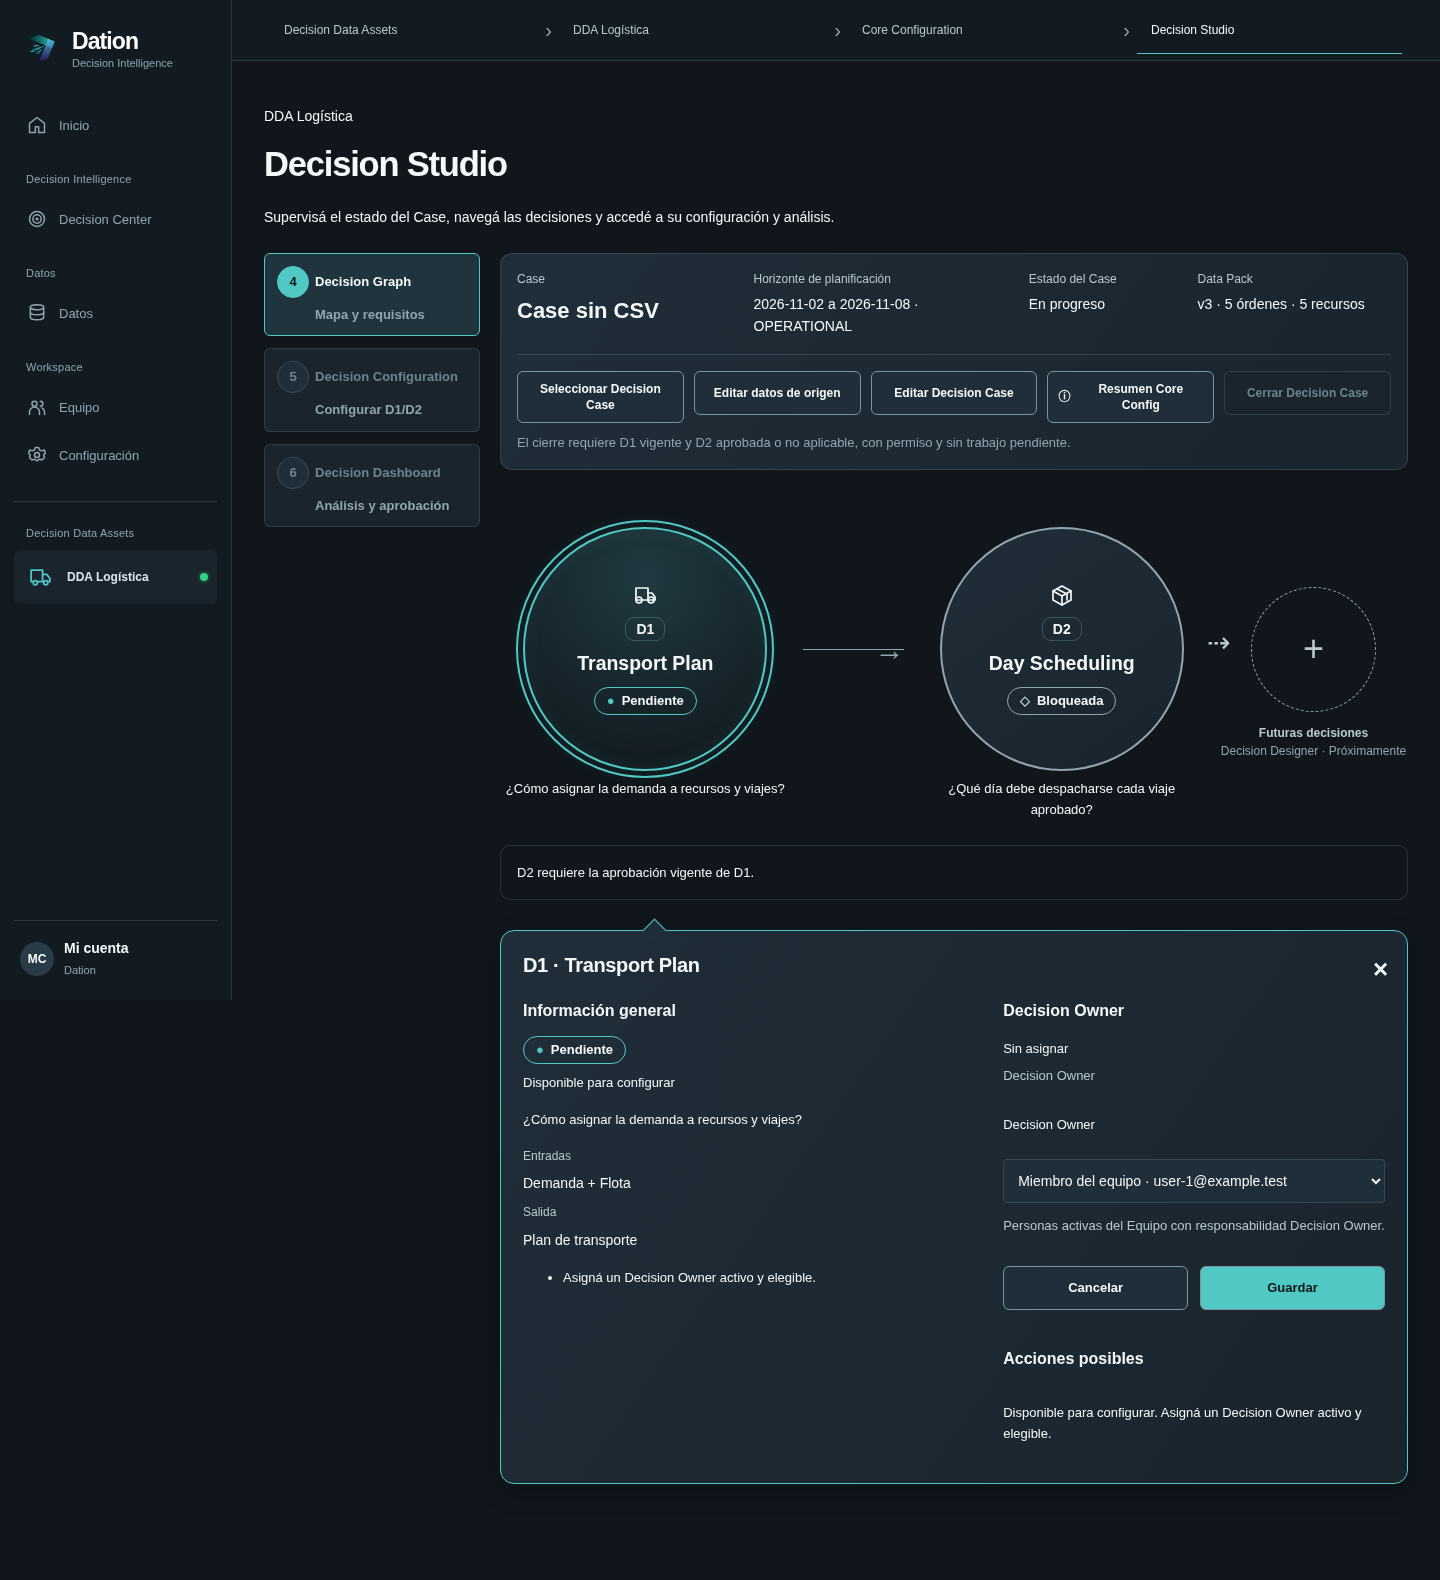 Dation
Decision Intelligence
Inicio
Decision Intelligence
Decision Center
Datos
Datos
Workspace
Equipo
Configuración
Decision Data Assets
DDA Logística
MC
Mi cuenta
Dation
Decision Data Assets › DDA Logística › Core Configuration › Decision Studio
DDA Logística
Decision Studio
Supervisá el estado del Case, navegá las decisiones y accedé a su configuración y análisis.
4 Decision Graph
Mapa y requisitos
5 Decision Configuration
Configurar D1/D2
6 Decision Dashboard
Análisis y aprobación
Case
Case sin CSV
Horizonte de planificación
2026-11-02 a 2026-11-08 ·
OPERATIONAL
Estado del Case
En progreso
Data Pack
v3 · 5 órdenes · 5 recursos
Seleccionar Decision
Case
Editar datos de origen
Editar Decision Case
ⓘ Resumen Core
Config
Cerrar Decision Case
El cierre requiere D1 vigente y D2 aprobada o no aplicable, con permiso y sin trabajo pendiente.
D1
Transport Plan
● Pendiente
¿Cómo asignar la demanda a recursos y viajes?
→
D2
Day Scheduling
◇ Bloqueada
¿Qué día debe despacharse cada viaje
aprobado?
⇢
+
Futuras decisiones
Decision Designer · Próximamente
D2 requiere la aprobación vigente de D1.
D1 · Transport Plan
×
Información general
● Pendiente
Disponible para configurar
¿Cómo asignar la demanda a recursos y viajes?
Entradas
Demanda + Flota
Salida
Plan de transporte
• Asigná un Decision Owner activo y elegible.
Decision Owner
Sin asignar
Decision Owner
Decision Owner
Miembro del equipo · user-1@example.test
Personas activas del Equipo con responsabilidad Decision Owner.
Cancelar
Guardar
Acciones posibles
Disponible para configurar. Asigná un Decision Owner activo y
elegible.